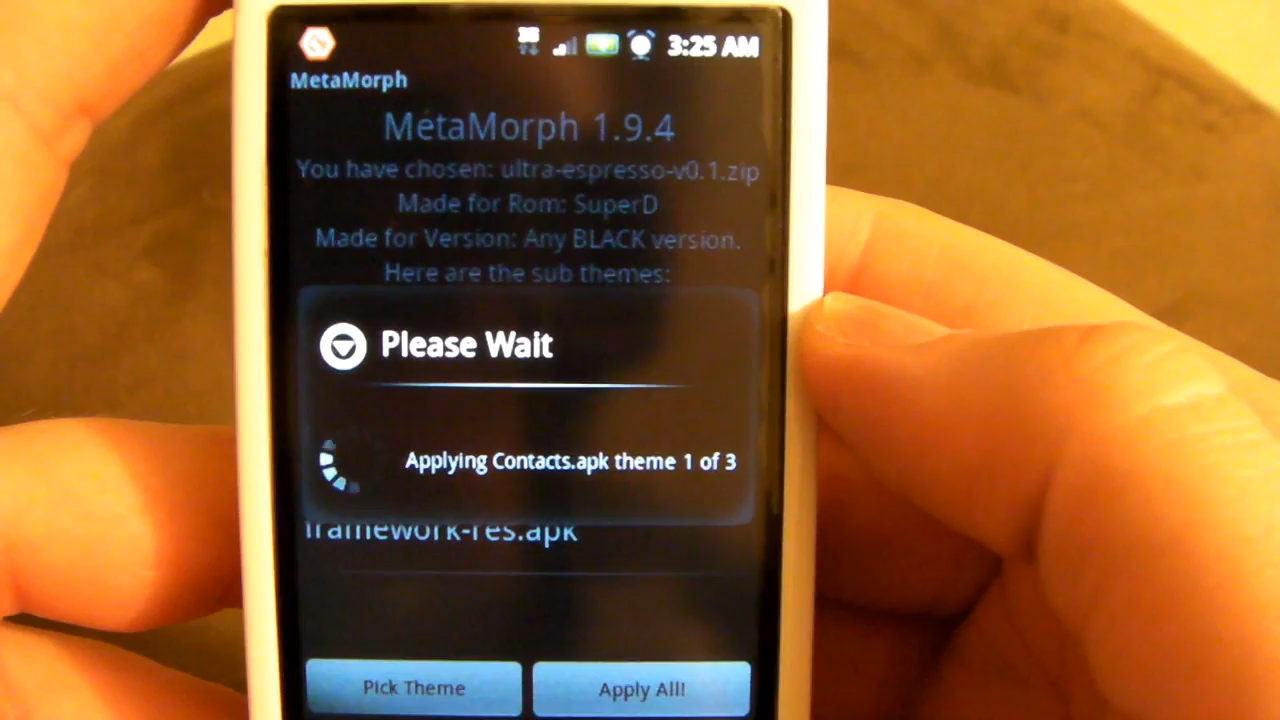 3G 3:25 AM
MetaMorph
MetaMorph 1.9.4
You have chosen: ultra-espresso-v0.1.zip
Made for Rom: SuperD
Made for Version: Any BLACK version.
Here are the sub themes:
Please Wait
Applying Contacts.apk theme 1 of 3
framework-res.apk
Pick Theme Apply All!